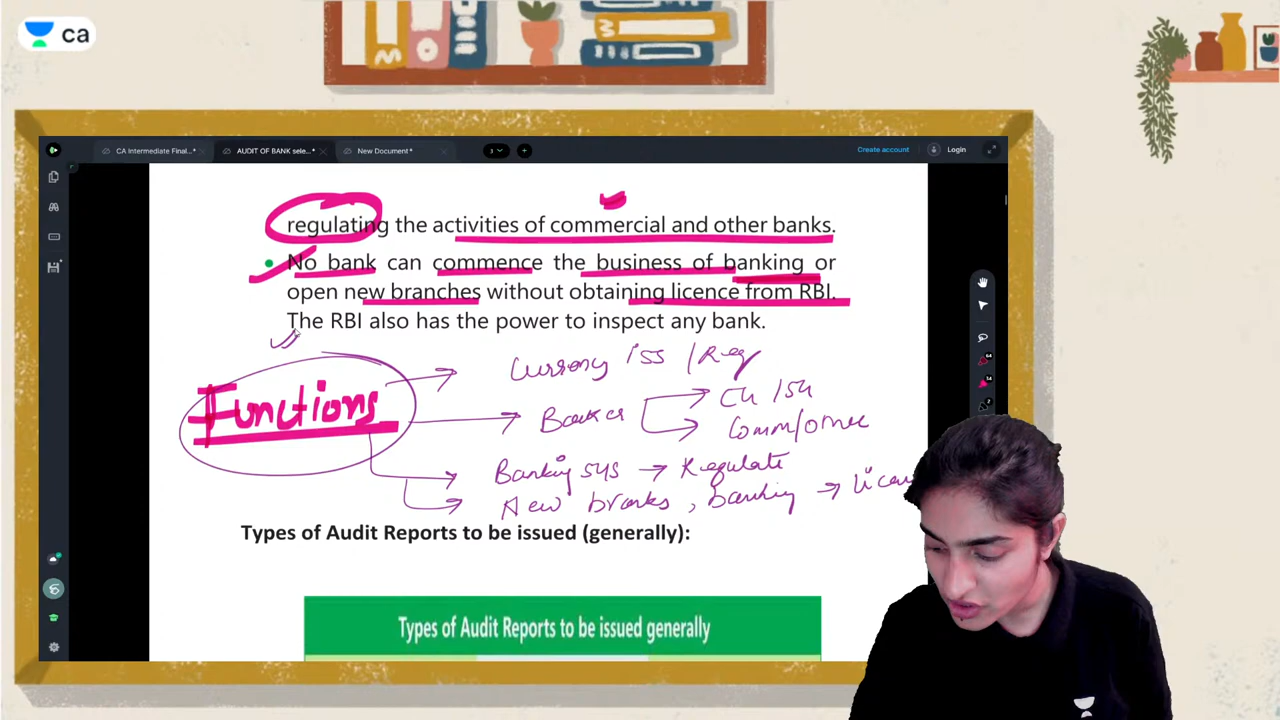 ca
CA Intermediate Final...*
AUDIT OF BANK sele...*
New Document*
Create account
Login
regulating the activities of commercial and other banks.
No bank can commence the business of banking or
open new branches without obtaining licence from RBI.
The RBI also has the power to inspect any bank.
Functions
Currency iss / Reg
Banker
CG / SG
Comm/other
Banking sys → Regulate
New branks, banking →
Types of Audit Reports to be issued (generally):
Types of Audit Reports to be issued generally